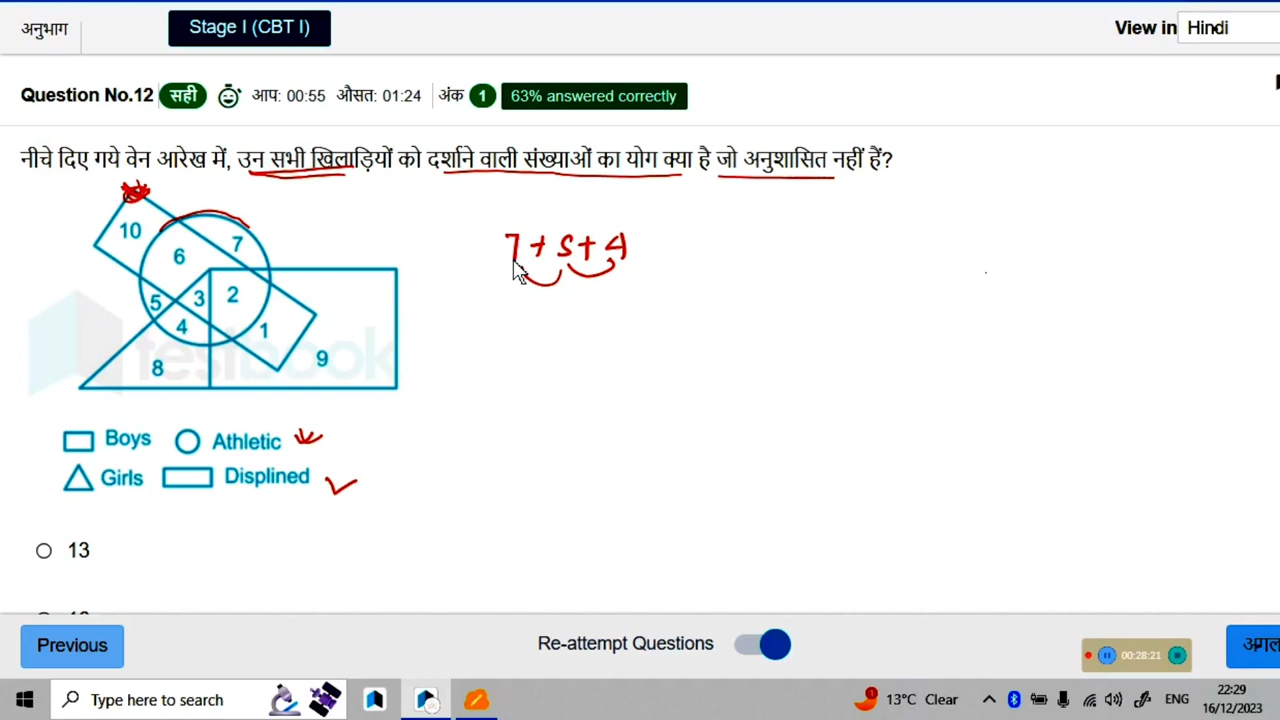 अनुभाग
Stage I (CBT I)
View in Hindi
Question No.12 सही आप: 00:55 औसत: 01:24 अंक 1 63% answered correctly
नीचे दिए गये वेन आरेख में, उन सभी खिलाड़ियों को दर्शाने वाली संख्याओं का योग क्या है जो अनुशासित नहीं हैं?
10
7
6
7+5+4
5
3
2
4
1
8
9
testbook
Boys Athletic
Girls Displined
13
Previous
Re-attempt Questions
00:28:21
Type here to search
1
13°C Clear
ENG
22:29
16/12/2023